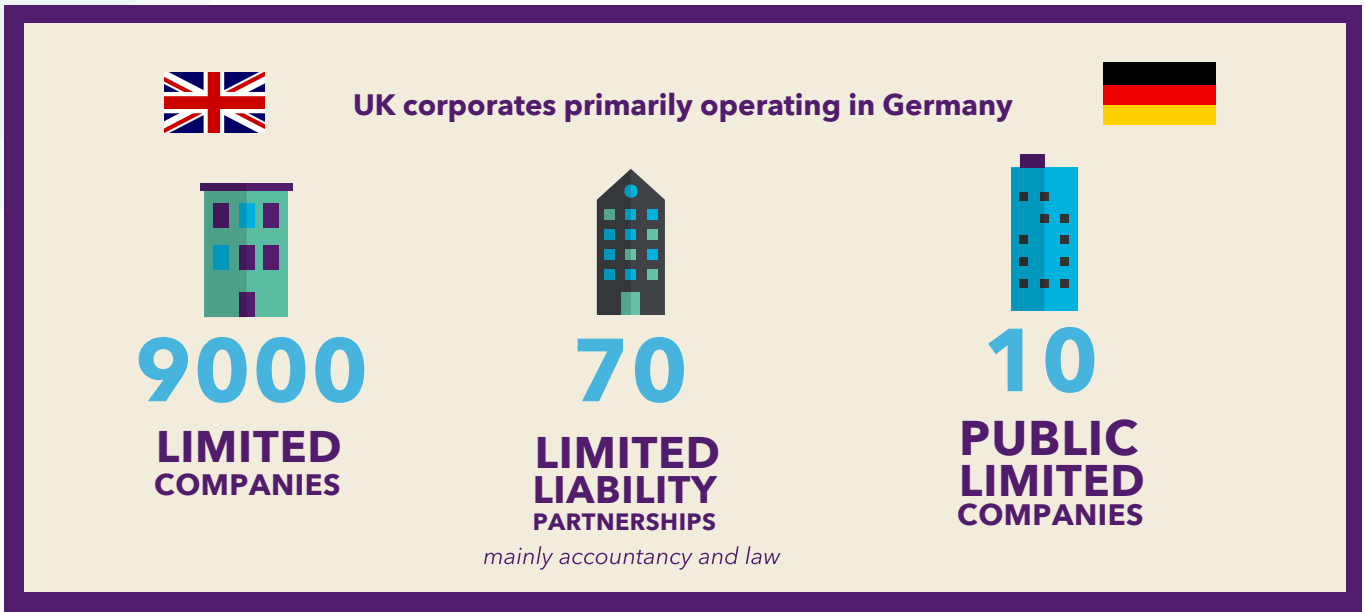 UK corporates primarily operating in Germany
9000
LIMITED
COMPANIES
70
LIMITED
LIABILITY
PARTNERSHIPS
mainly accountancy and law
10
PUBLIC
LIMITED
COMPANIES